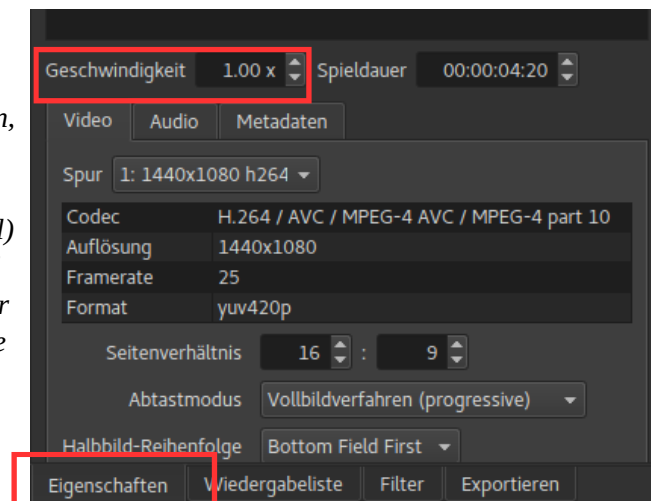 Geschwindigkeit 1.00 x Spieldauer 00:00:04:20
Video Audio Metadaten
Spur 1: 1440x1080 h264
Codec H.264 / AVC / MPEG-4 AVC / MPEG-4 part 10
Auflösung 1440x1080
Framerate 25
Format yuv420p
Seitenverhältnis 16 : 9
Abtastmodus Vollbildverfahren (progressive)
Halbbild-Reihenfolge Bottom Field First
Eigenschaften Wiedergabeliste Filter Exportieren